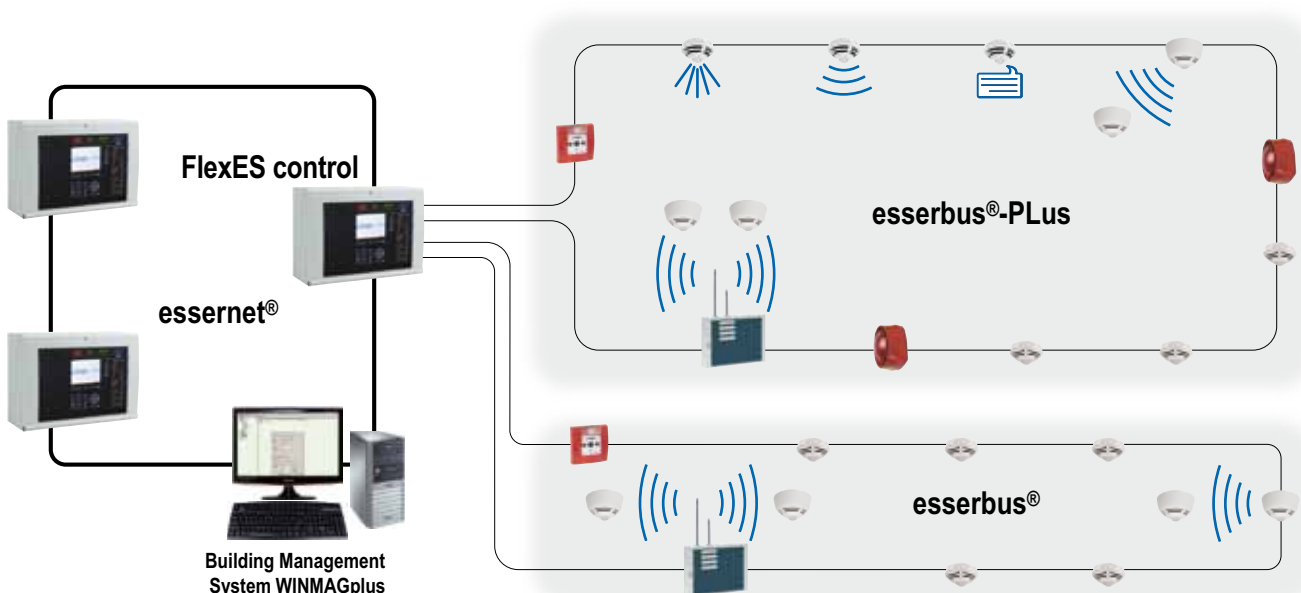 FlexES control
esserbus®-PLus
essernet®
esserbus®
Building Management
System WINMAGplus